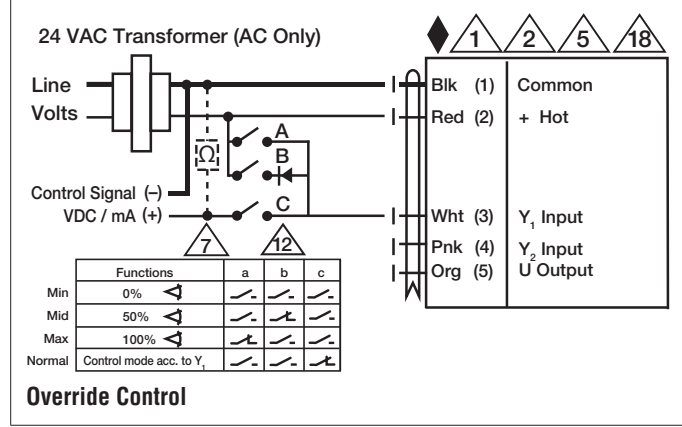 24 VAC Transformer (AC Only)
1 2 5 18
Line
Volts
Blk (1) Common
Red (2) + Hot
A
B
C
Ω
Control Signal (–)
VDC / mA (+)
Wht (3) Y1 Input
Pnk (4) Y2 Input
Org (5) U Output
7 12
Functions a b c
Min 0%
Mid 50%
Max 100%
Normal Control mode acc. to Y1
Override Control